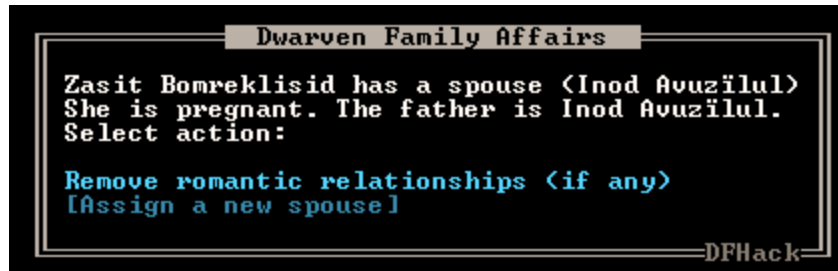 Dwarven Family Affairs
Zasit Bomreklisid has a spouse (Inod Avuzïlul)
She is pregnant. The father is Inod Avuzïlul.
Select action:
Remove romantic relationships (if any)
[Assign a new spouse]
DFHack